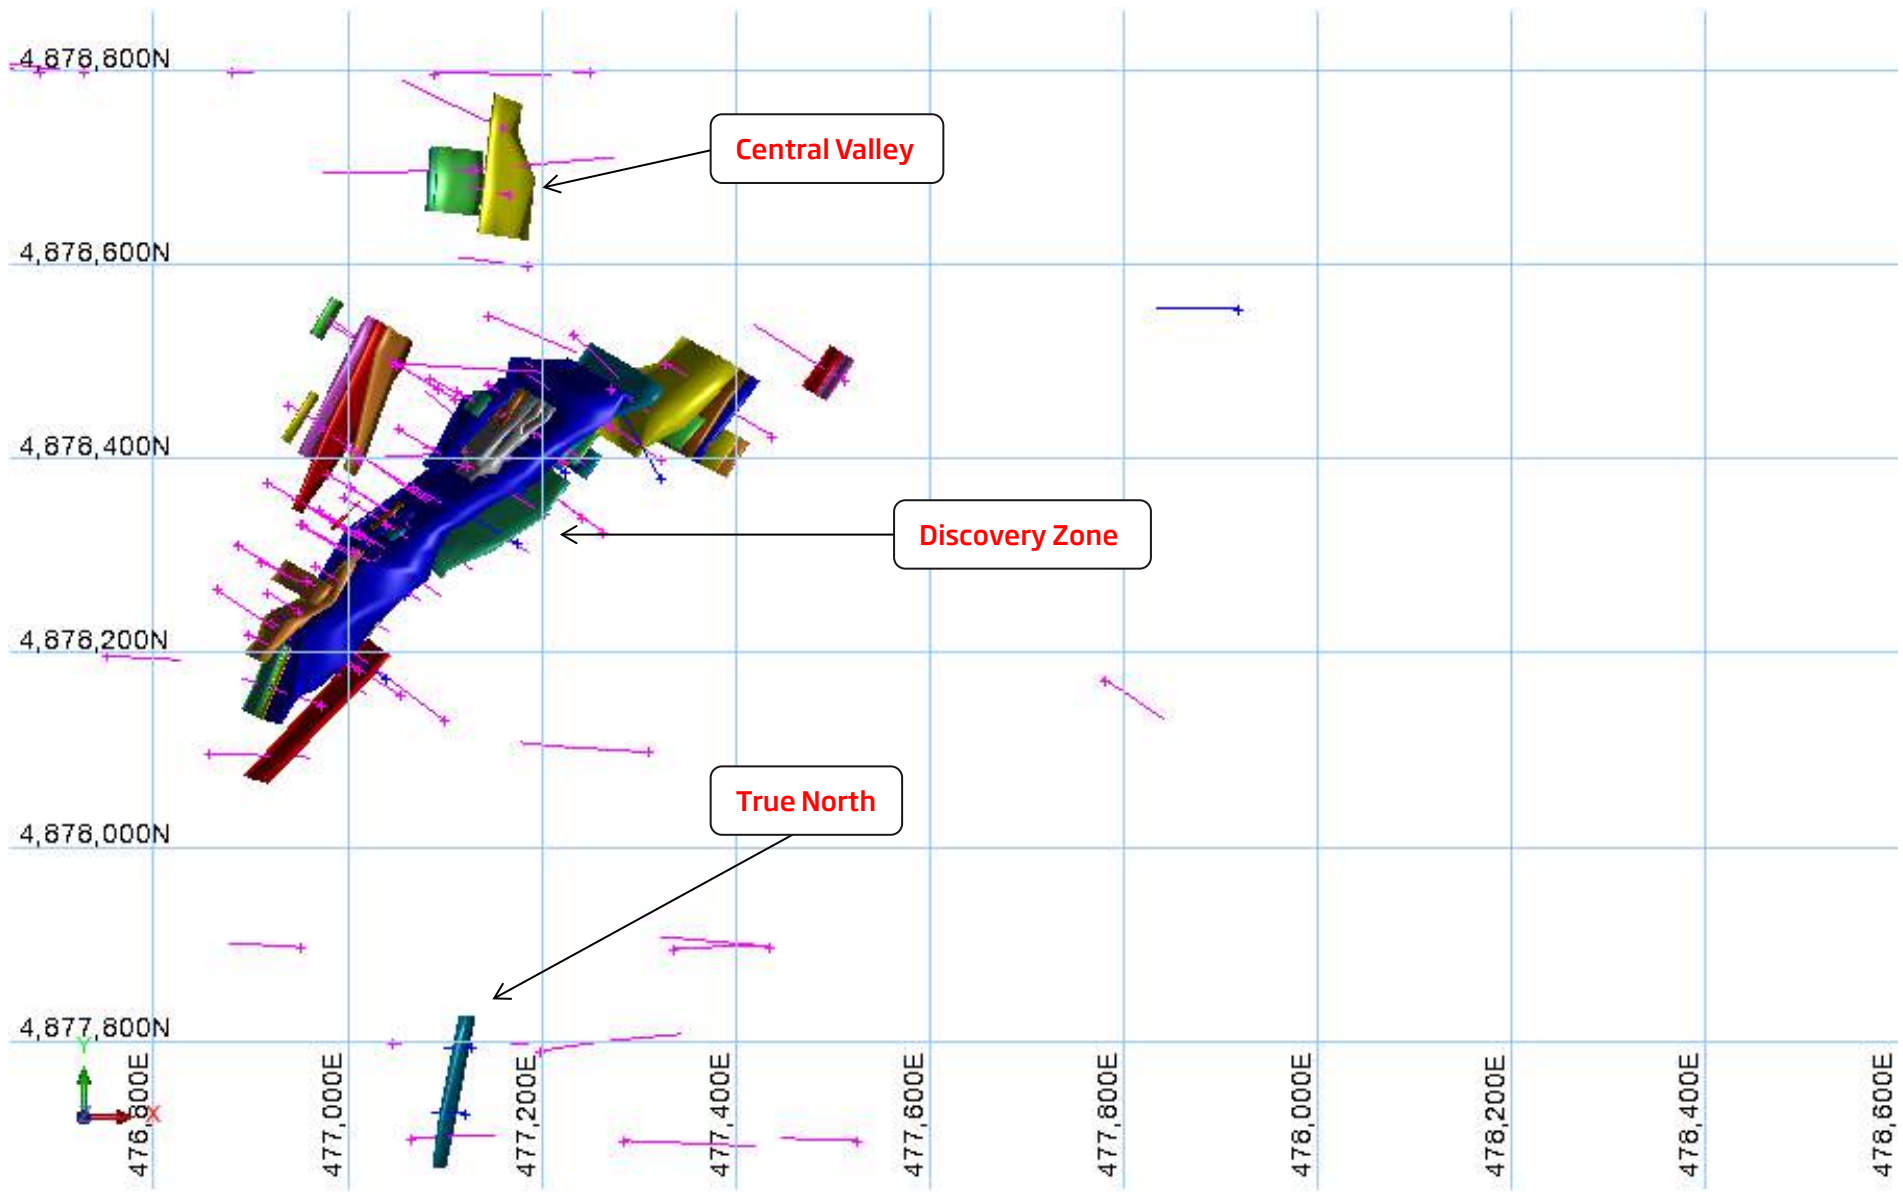 4,878,800N
Central Valley
4,878,600N
4,878,400N
Discovery Zone
4,878,200N
True North
4,878,000N
4,877,800N
Y
X
476,800E
477,000E
477,200E
477,400E
477,600E
477,800E
478,000E
478,200E
478,400E
478,600E